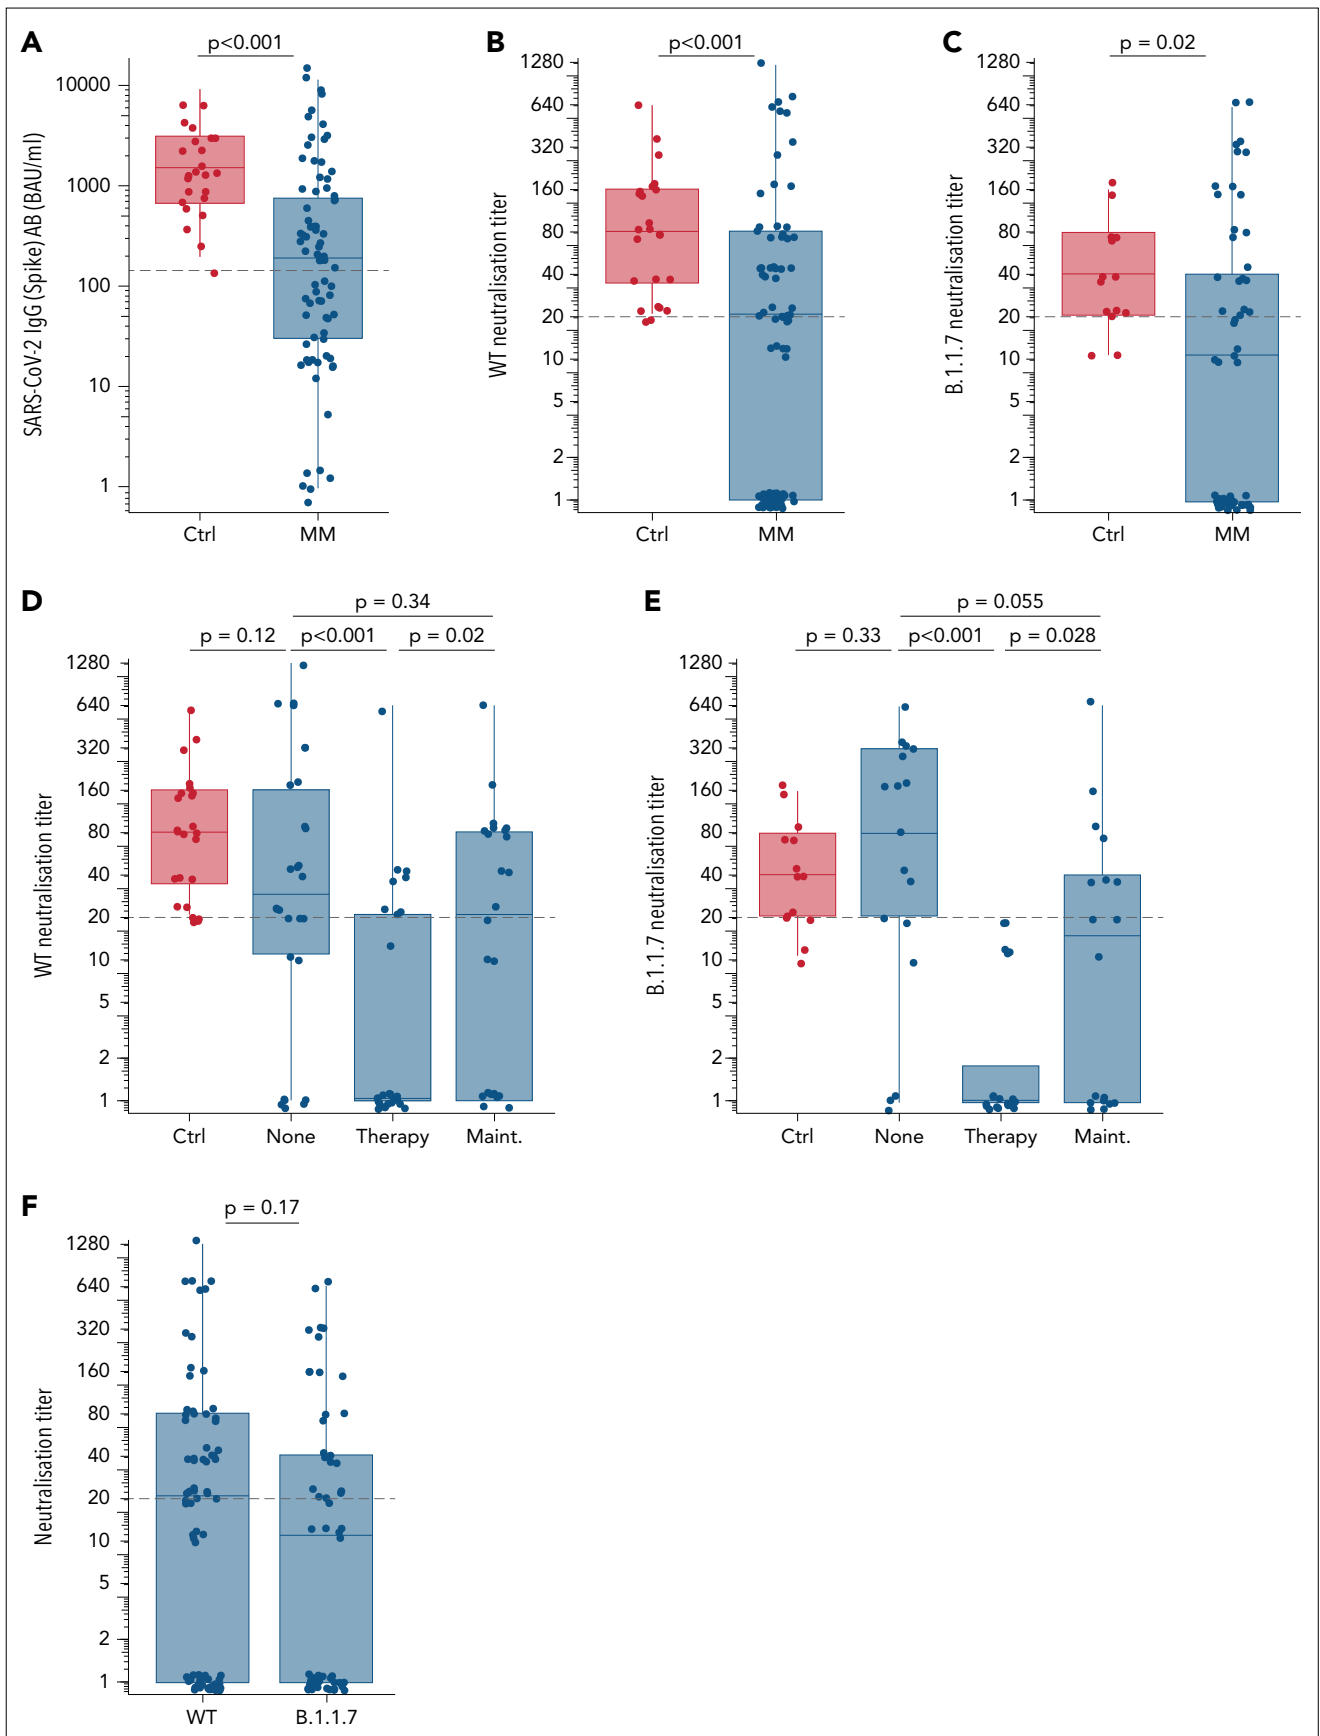 A
p<0.001
SARS-CoV-2 IgG (Spike) AB (BAU/ml)
10000
1000
100
10
1
Ctrl MM
B
p<0.001
WT neutralisation titer
1280
640
320
160
80
40
20
10
5
2
1
Ctrl MM
C
p = 0.02
B.1.1.7 neutralisation titer
1280
640
320
160
80
40
20
10
5
2
1
Ctrl MM
D
p = 0.34
p = 0.12 p<0.001 p = 0.02
WT neutralisation titer
1280
640
320
160
80
40
20
10
5
2
1
Ctrl None Therapy Maint.
E
p = 0.055
p = 0.33 p<0.001 p = 0.028
B.1.1.7 neutralisation titer
1280
640
320
160
80
40
20
10
5
2
1
Ctrl None Therapy Maint.
F
p = 0.17
Neutralisation titer
1280
640
320
160
80
40
20
10
5
2
1
WT B.1.1.7